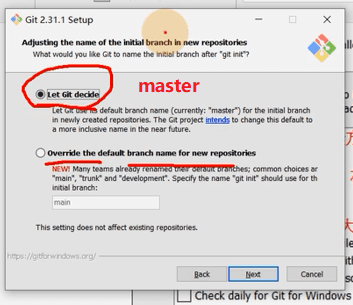 Git 2.31.1 Setup
Adjusting the name of the initial branch in new repositories
What would you like Git to name the initial branch after "git init"?
Let Git decide
master
Let Git use its default branch name (currently: "master") for the initial branch
in newly created repositories. The Git project intends to change this default to
a more inclusive name in the near future.
Override the default branch name for new repositories
NEW! Many teams already renamed their default branches; common choices ar
"main", "trunk" and "development". Specify the name "git init" should use for th
initial branch:
main
This setting does not affect existing repositories.
https://gitforwindows.org/
Back
Next
Cancel
Check daily for Git for Windows